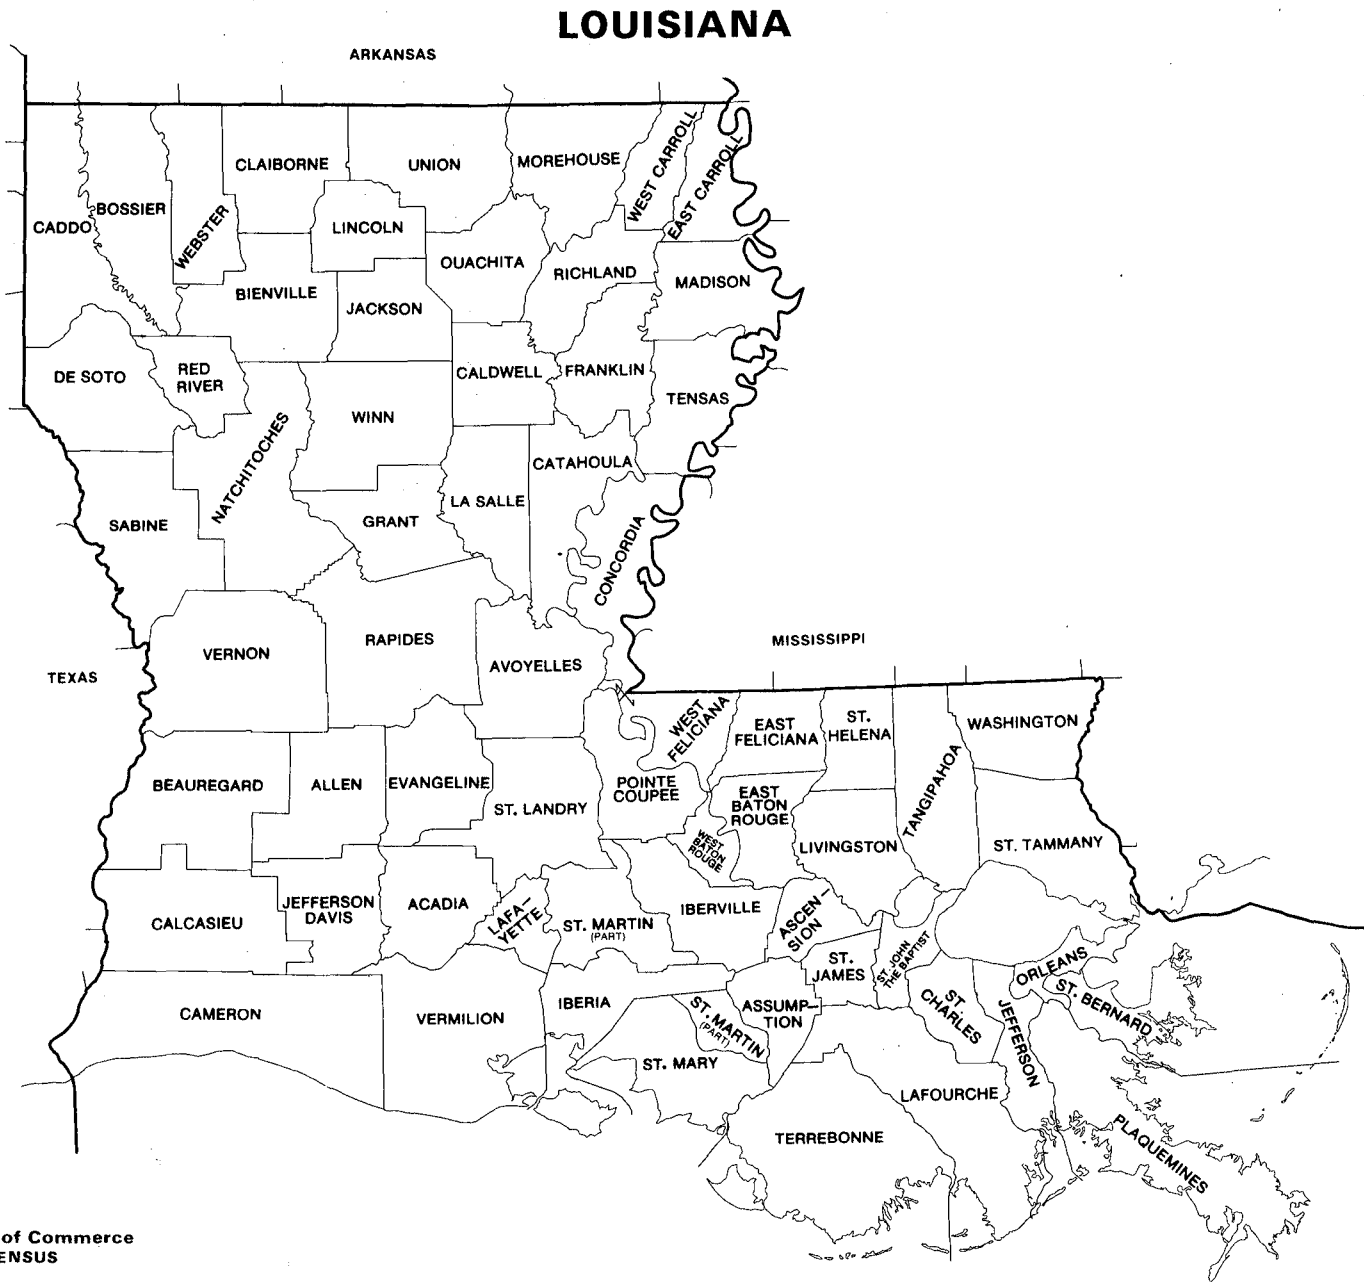 LOUISIANA
ARKANSAS
CADDO
BOSSIER
WEBSTER
CLAIBORNE
UNION
LINCOLN
MOREHOUSE
WEST CARROLL
EAST CARROLL
OUACHITA
RICHLAND
MADISON
BIENVILLE
JACKSON
DE SOTO
RED
RIVER
CALDWELL
FRANKLIN
TENSAS
WINN
NATCHITOCHES
CATAHOULA
LA SALLE
SABINE
GRANT
CONCORDIA
VERNON
RAPIDES
AVOYELLES
MISSISSIPPI
TEXAS
WEST
FELICIANA
EAST
FELICIANA
ST.
HELENA
WASHINGTON
TANGIPAHOA
BEAUREGARD
ALLEN
EVANGELINE
ST. LANDRY
POINTE
COUPEE
EAST
BATON
ROUGE
WEST
BATON
ROUGE
LIVINGSTON
ST. TAMMANY
CALCASIEU
JEFFERSON
DAVIS
ACADIA
LAFA-
YETTE
ST. MARTIN
(PART)
IBERVILLE
ASCEN-
SION
ST.
JAMES
ST. JOHN
THE BAPTIST
ORLEANS
ST. BERNARD
CAMERON
VERMILION
IBERIA
ST. MARTIN
(PART)
ASSUMP-
TION
ST
CHARLES
JEFFERSON
ST. MARY
LAFOURCHE
TERREBONNE
PLAQUEMINES
of Commerce
ENSUS